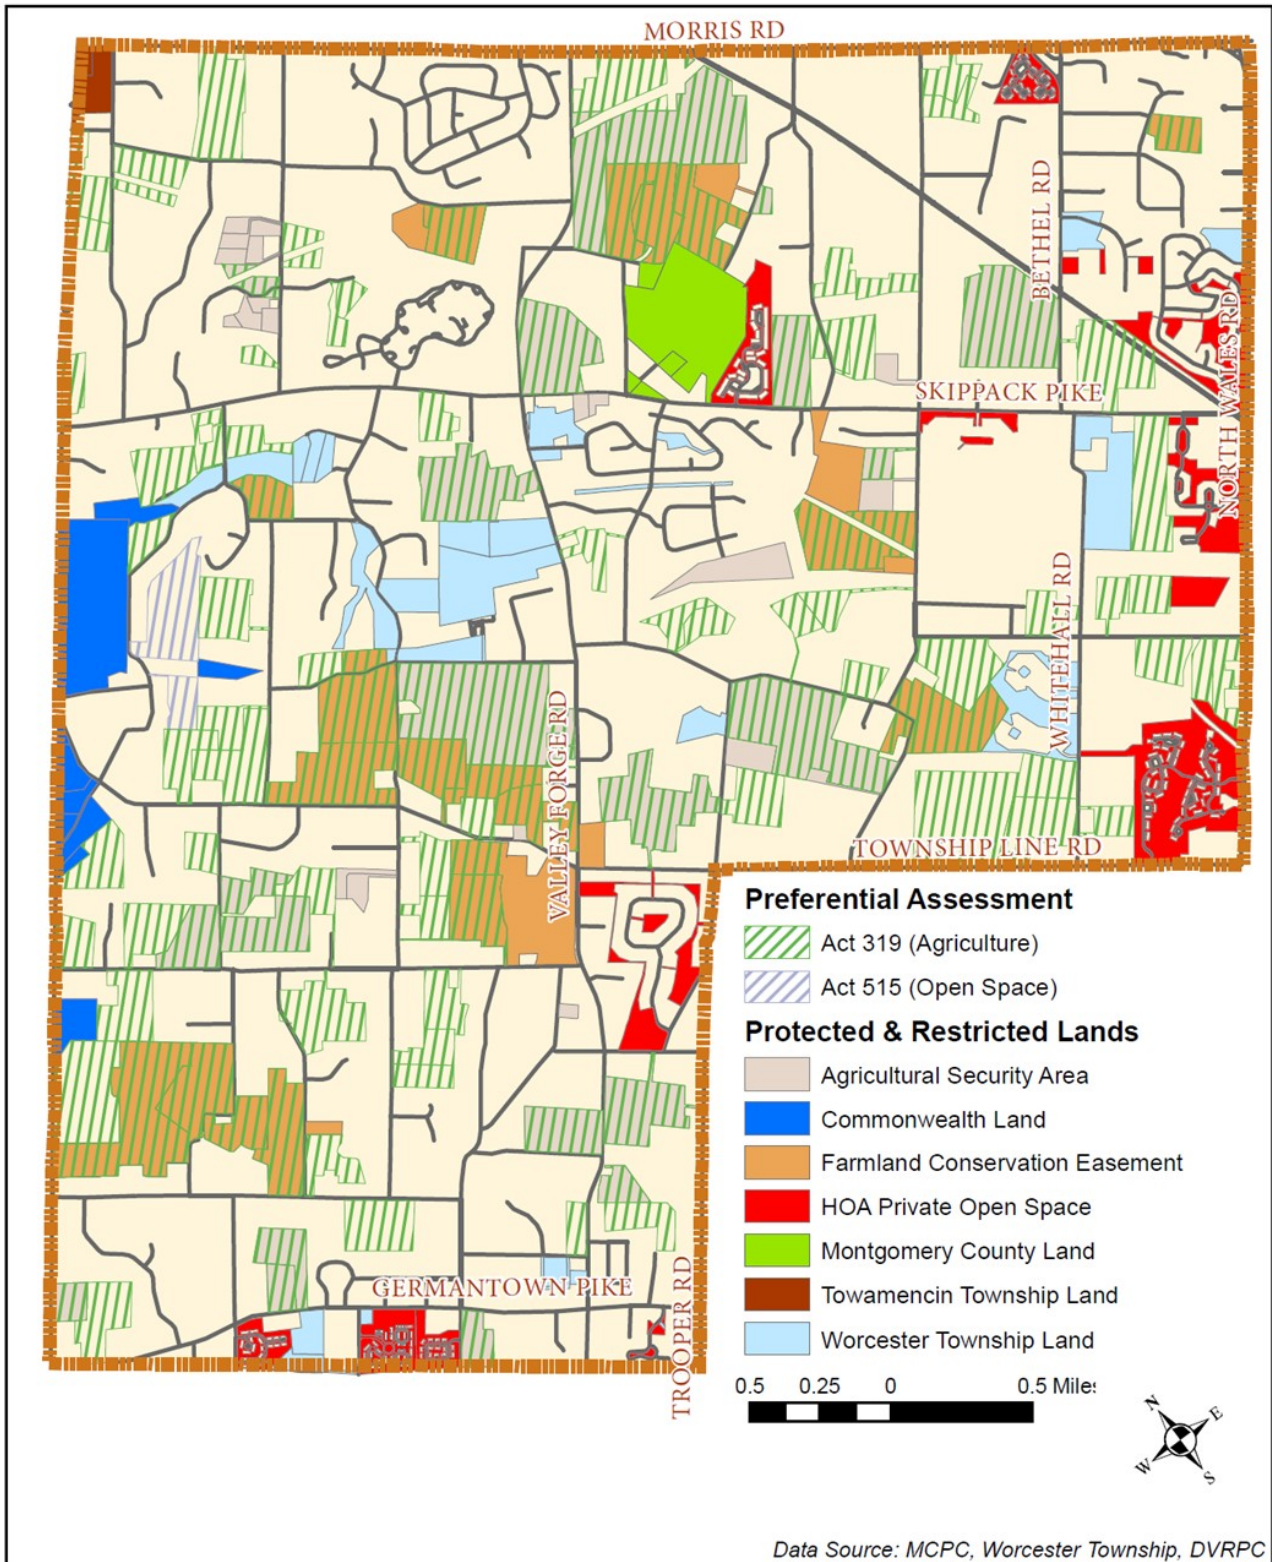 MORRIS RD
BETHEL RD
NORTH WALES RD
SKIPPACK PIKE
WHITEHALL RD
VALLEY FORGE RD
TOWNSHIP LINE RD
Preferential Assessment
Act 319 (Agriculture)
Act 515 (Open Space)
Protected & Restricted Lands
Agricultural Security Area
Commonwealth Land
Farmland Conservation Easement
HOA Private Open Space
Montgomery County Land
Towamencin Township Land
Worcester Township Land
GERMANTOWN PIKE
TROOPER RD
0.5 0.25 0 0.5 Miles
N
E
W
S
Data Source: MCPC, Worcester Township, DVRPC